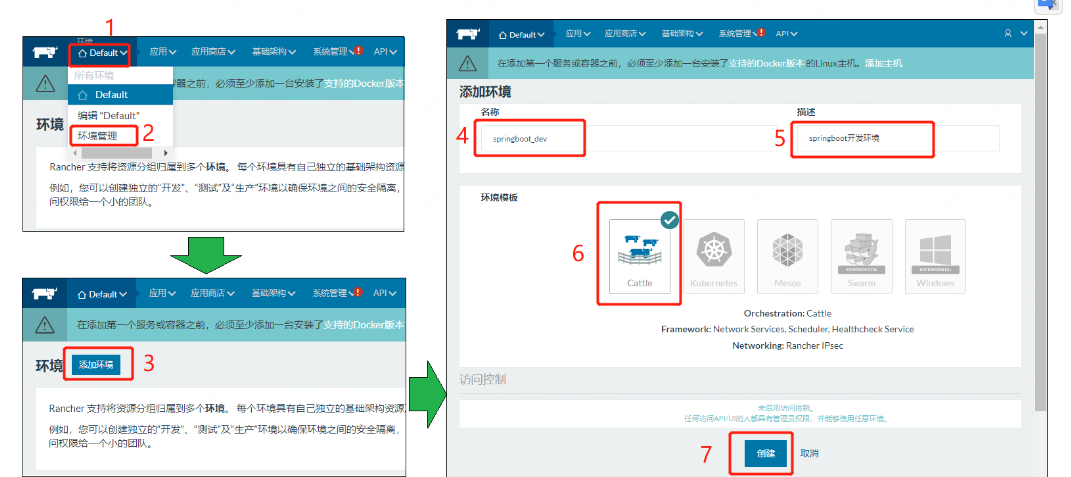 1
环境
Default
应用
应用商店
基础架构
系统管理
API
所有环境
Default
编辑 "Default"
环境管理
2
器之前，必须至少添加一台安装了支持的Docker版本
环境
Rancher 支持将资源分组归属到多个环境。 每个环境具有自己独立的基础架构资源
例如，您可以创建独立的“开发”、“测试”及“生产”环境以确保环境之间的安全隔离，
问权限给一个小的团队。
Default
应用
应用商店
基础架构
系统管理
API
在添加第一个服务或容器之前，必须至少添加一台安装了支持的Docker版本
环境
添加环境
3
Rancher 支持将资源分组归属到多个环境。 每个环境具有自己独立的基础架构资源
例如，您可以创建独立的“开发”、“测试”及“生产”环境以确保环境之间的安全隔离，
问权限给一个小的团队。
Default
应用
应用商店
基础架构
系统管理
API
在添加第一个服务或容器之前，必须至少添加一台安装了支持的Docker版本 的Linux主机。 添加主机
添加环境
名称
描述
4
springboot_dev
5
springboot开发环境
环境模板
6
Cattle
Kubernetes
Mesos
EXPERIMENTAL
Swarm
EXPERIMENTAL
Windows
Orchestration: Cattle
Framework: Network Services, Scheduler, Healthcheck Service
Networking: Rancher IPsec
访问控制
未启用访问控制。
任何访问API/UI的人都具有管理员权限，并能够使用任意环境。
7
创建
取消